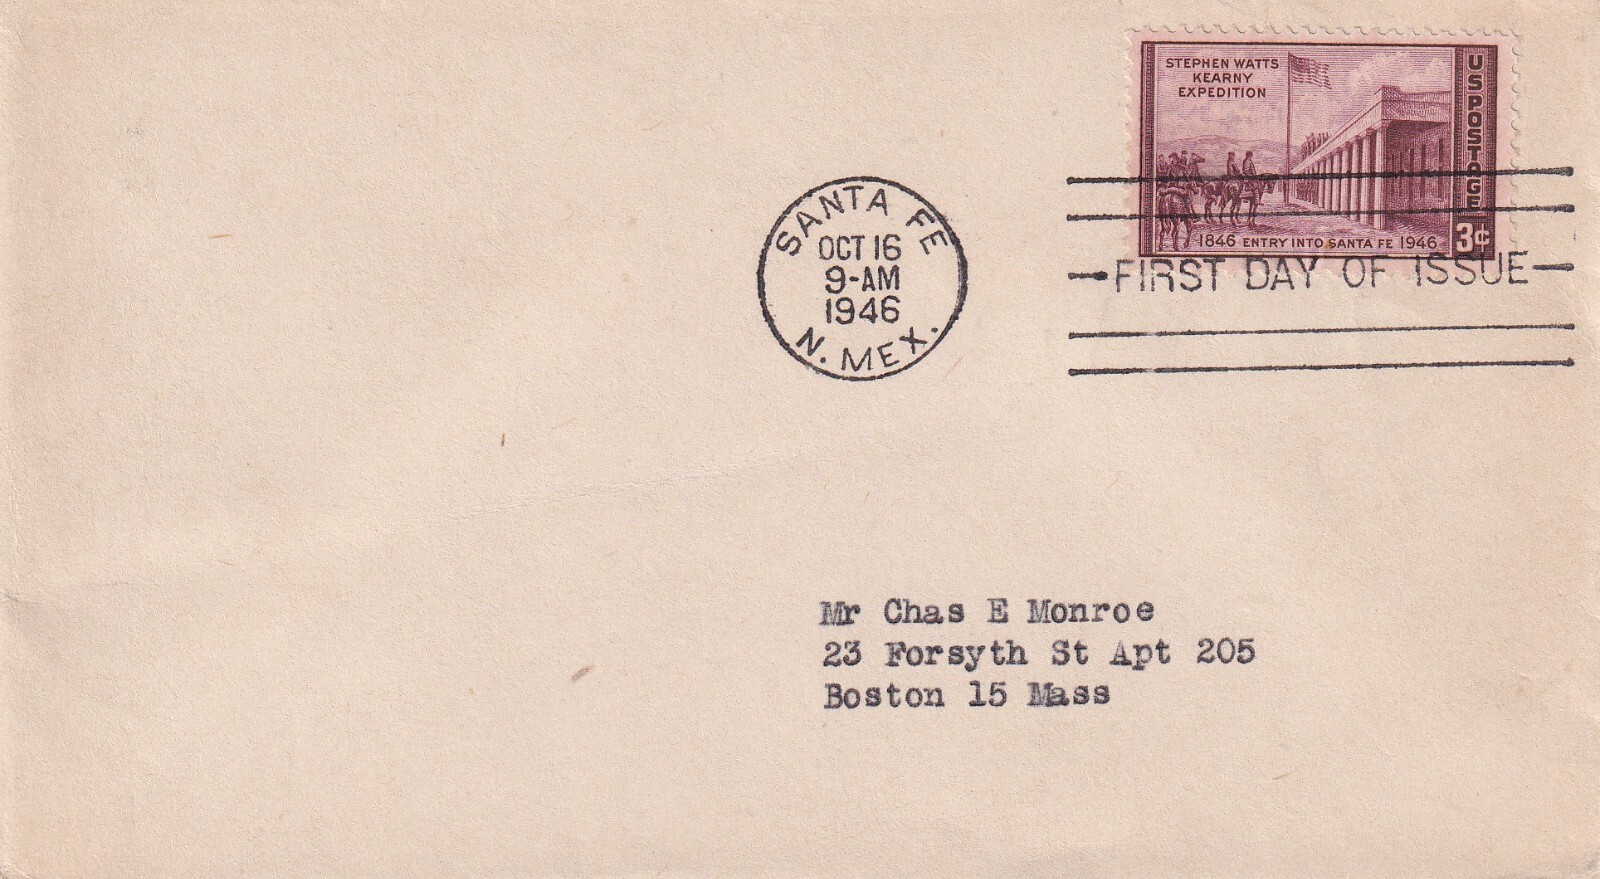 STEPHEN WATTS
KEARNY
EXPEDITION
US POSTAGE
1846 ENTRY INTO SANTA FE 1946
3¢
SANTA FE
OCT 16
9-AM
1946
N. MEX.
FIRST DAY OF ISSUE
Mr Chas E Monroe
23 Forsyth St Apt 205
Boston 15 Mass